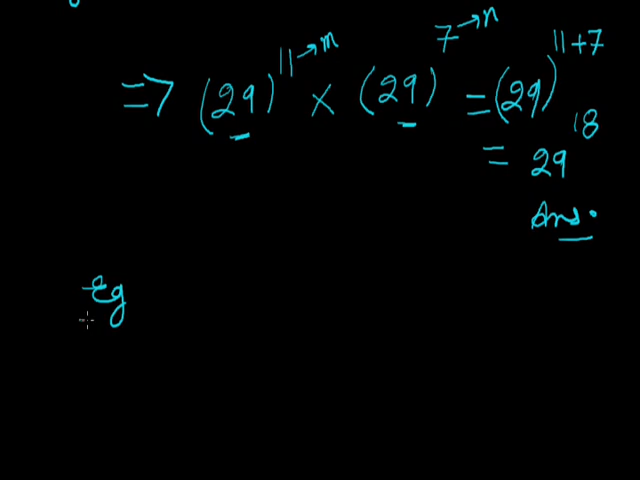 ⇒ (29)^11→m × (29)^7→n = (29)^11+7
= 29^18
Ans.
Eg